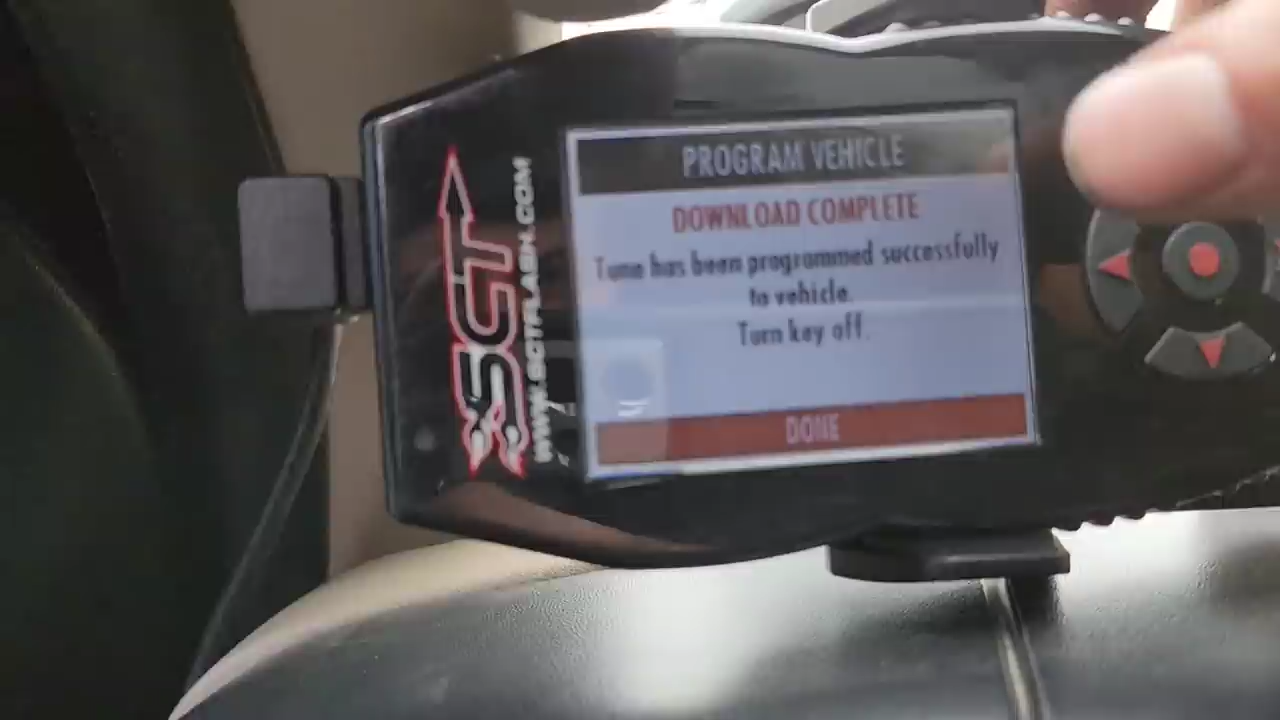 PROGRAM VEHICLE
DOWNLOAD COMPLETE
Tune has been programmed successfully
to vehicle.
Turn key off.
DONE
SCT
WWW.SCTFLASH.COM